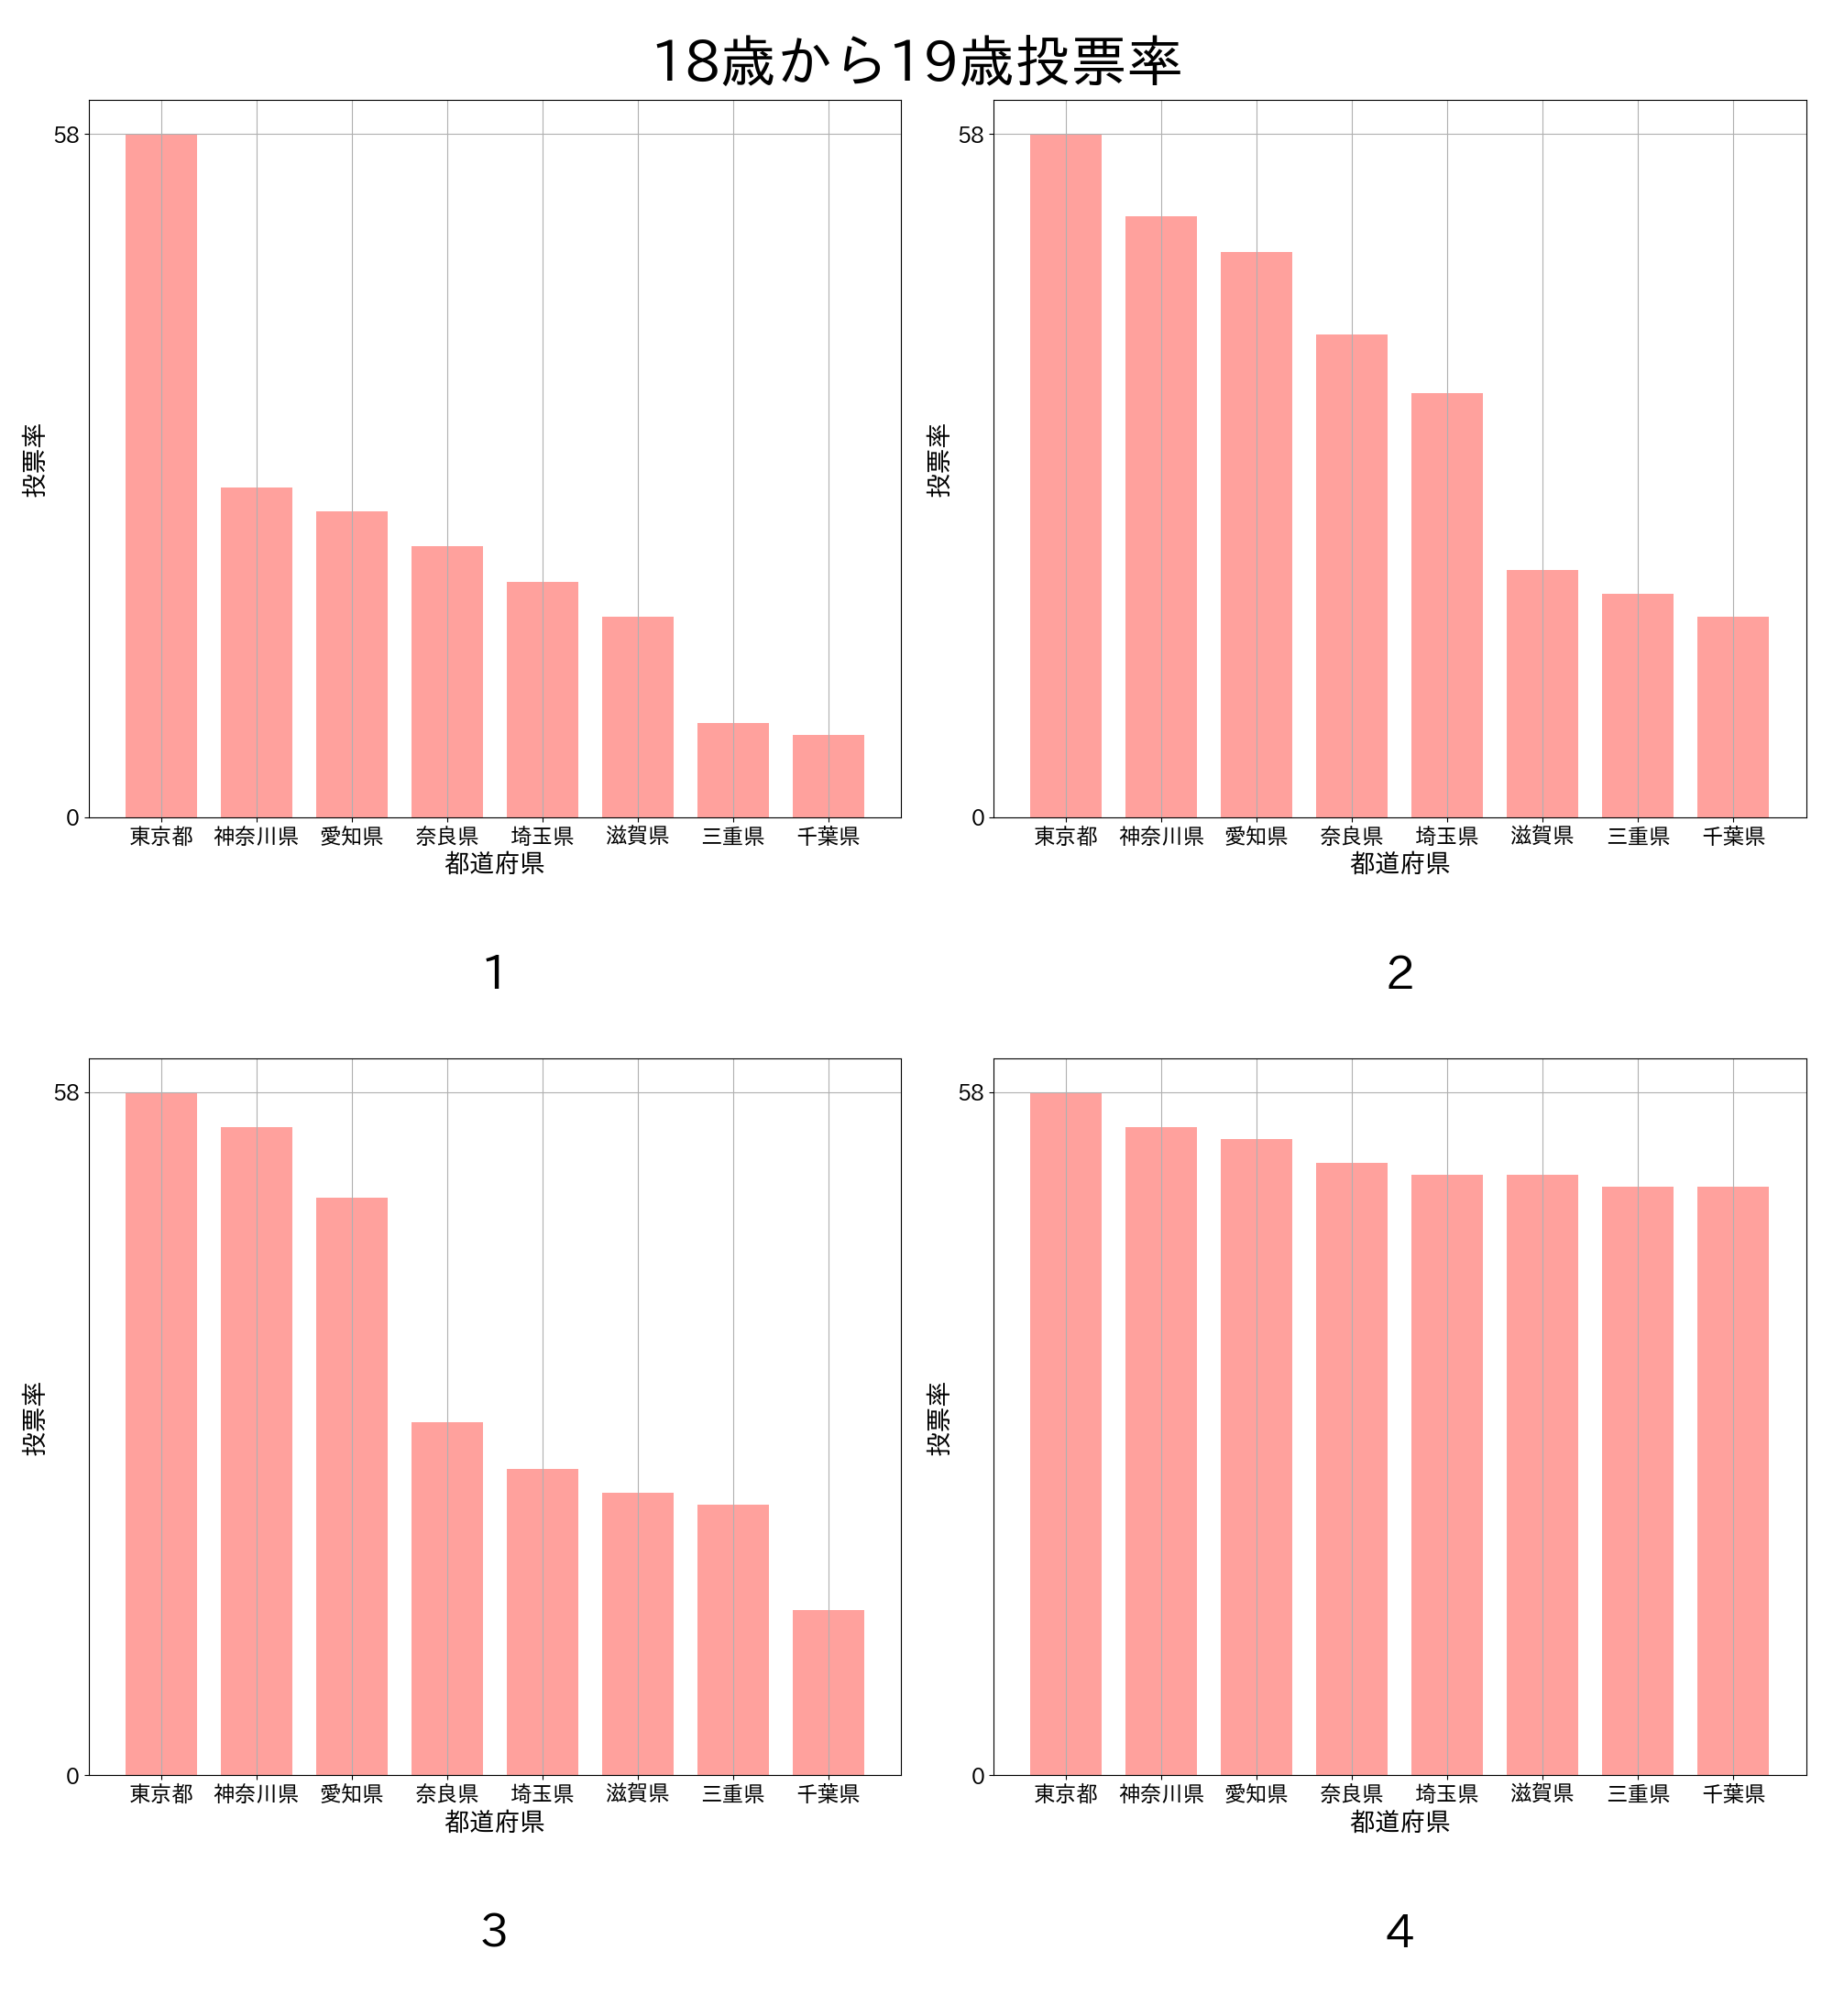 18歳から19歳投票率
58
0
投票率
東京都 神奈川県 愛知県 奈良県 埼玉県 滋賀県 三重県 千葉県
都道府県
1
58
0
投票率
東京都 神奈川県 愛知県 奈良県 埼玉県 滋賀県 三重県 千葉県
都道府県
2
58
0
投票率
東京都 神奈川県 愛知県 奈良県 埼玉県 滋賀県 三重県 千葉県
都道府県
3
58
0
投票率
東京都 神奈川県 愛知県 奈良県 埼玉県 滋賀県 三重県 千葉県
都道府県
4